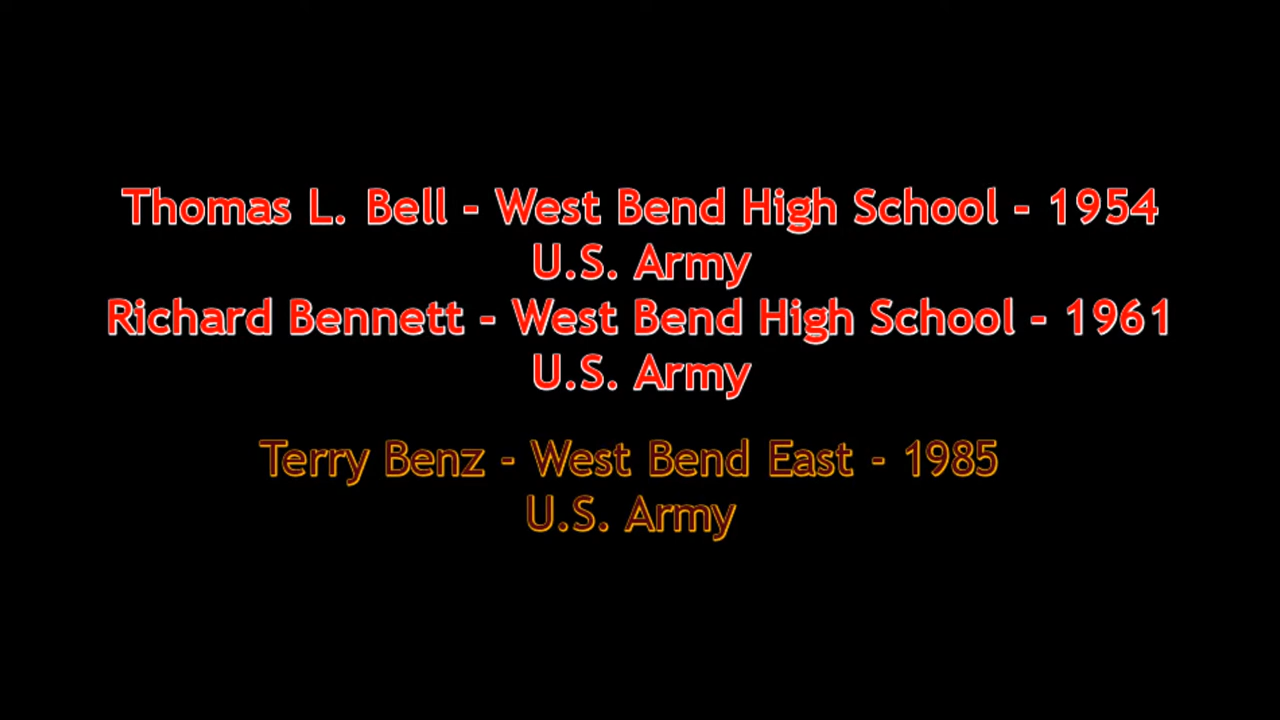 Thomas L. Bell - West Bend High School - 1954
U.S. Army
Richard Bennett - West Bend High School - 1961
U.S. Army
Terry Benz - West Bend East - 1985
U.S. Army